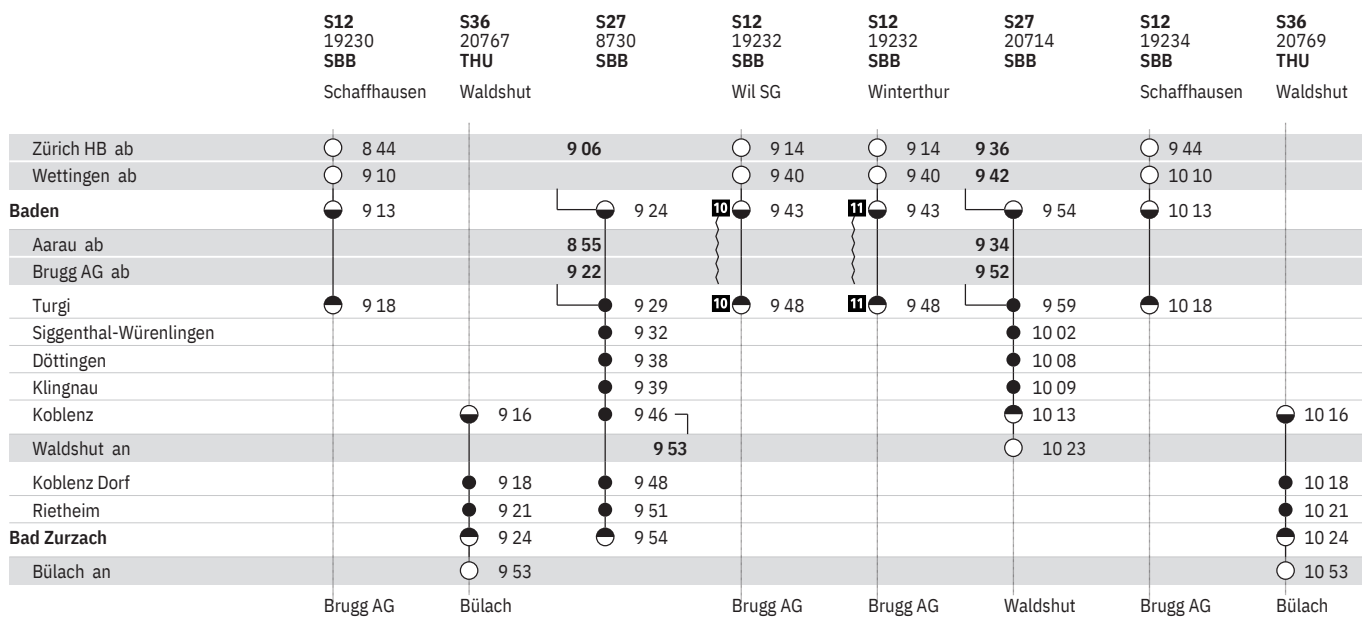 S12 S36 S27 S12 S12 S27 S12 S36
19230 20767 8730 19232 19232 20714 19234 20769
SBB THU SBB SBB SBB SBB SBB THU
Schaffhausen Waldshut Wil SG Winterthur Schaffhausen Waldshut
Zürich HB ab 8 44 9 06 9 14 9 14 9 36 9 44
Wettingen ab 9 10 9 40 9 40 9 42 10 10
Baden 9 13 9 24 10 9 43 11 9 43 9 54 10 13
Aarau ab 8 55 9 34
Brugg AG ab 9 22 9 52
Turgi 9 18 9 29 10 9 48 11 9 48 9 59 10 18
Siggenthal-Würenlingen 9 32 10 02
Döttingen 9 38 10 08
Klingnau 9 39 10 09
Koblenz 9 16 9 46 10 13 10 16
Waldshut an 9 53 10 23
Koblenz Dorf 9 18 9 48 10 18
Rietheim 9 21 9 51 10 21
Bad Zurzach 9 24 9 54 10 24
Bülach an 9 53 10 53
Brugg AG Bülach Brugg AG Brugg AG Waldshut Brugg AG Bülach